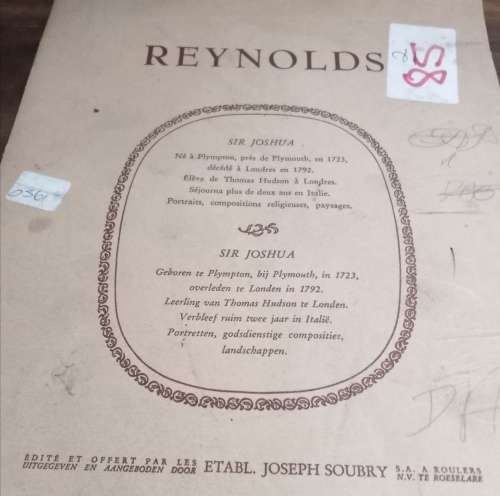 REYNOLDS
85
SIR JOSHUA
Né à Plympton, près de Plymouth, en 1723,
décédé à Londres en 1792.
Élève de Thomas Hudson à Londres.
Séjourna plus de deux ans en Italie.
Portraits, compositions religieuses, paysages.
036
SIR JOSHUA
Geboren te Plympton, bij Plymouth, in 1723,
overleden te Londen in 1792.
Leerling van Thomas Hudson te Londen.
Verbleef ruim twee jaar in Italië.
Portretten, godsdienstige composities,
landschappen.
ÉDITÉ ET OFFERT PAR LES
UITGEGEVEN EN AANGEBODEN DOOR
ETABL. JOSEPH SOUBRY
S.A. A ROULERS
N.V. TE ROESELARE